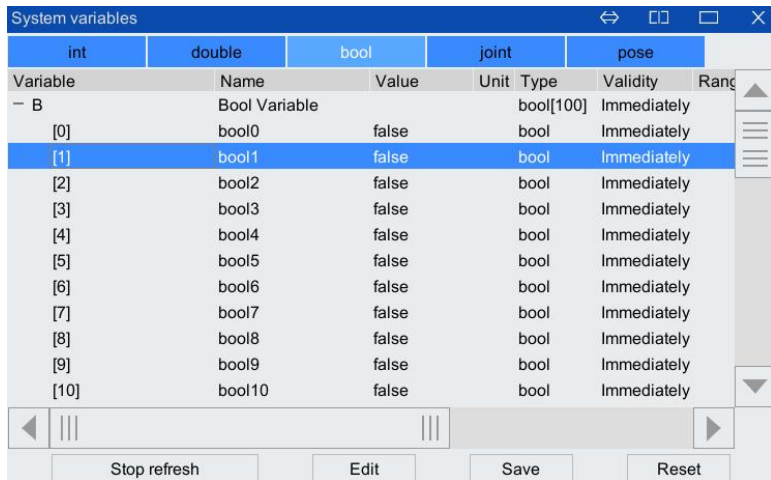 System variables
int double bool joint pose
Variable Name Value Unit Type Validity Rang
− B Bool Variable bool[100] Immediately
[0] bool0 false bool Immediately
[1] bool1 false bool Immediately
[2] bool2 false bool Immediately
[3] bool3 false bool Immediately
[4] bool4 false bool Immediately
[5] bool5 false bool Immediately
[6] bool6 false bool Immediately
[7] bool7 false bool Immediately
[8] bool8 false bool Immediately
[9] bool9 false bool Immediately
[10] bool10 false bool Immediately
Stop refresh Edit Save Reset